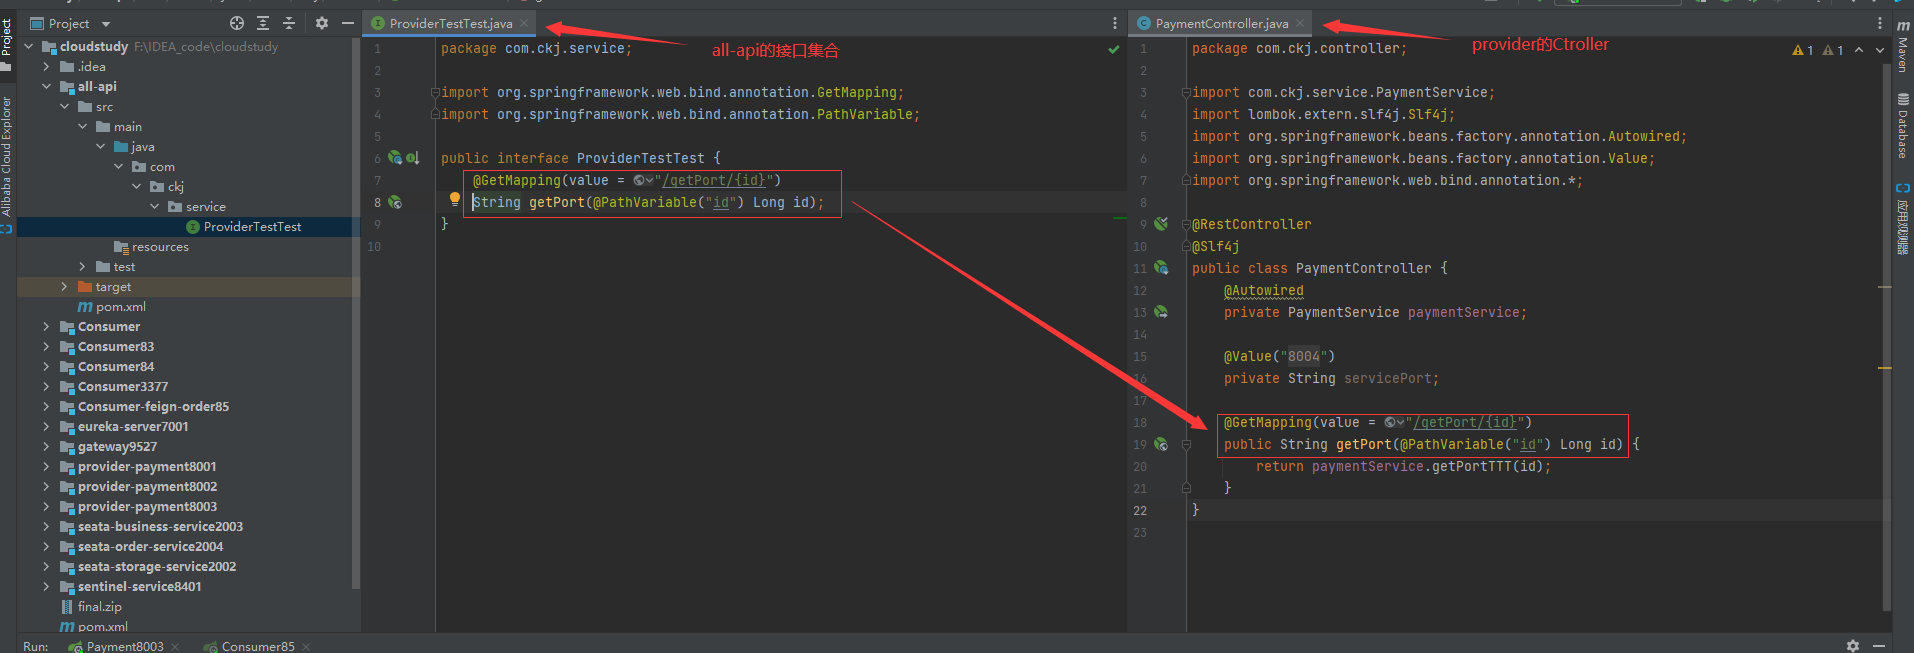 Project
cloudstudy F:\IDEA_code\cloudstudy
.idea
all-api
src
main
java
com
ckj
service
ProviderTestTest
resources
test
target
pom.xml
Consumer
Consumer83
Consumer84
Consumer3377
Consumer-feign-order85
eureka-server7001
gateway9527
provider-payment8001
provider-payment8002
provider-payment8003
seata-business-service2003
seata-order-service2004
seata-storage-service2002
sentinel-service8401
final.zip
pom.xml
Project
Alibaba Cloud Explorer
ProviderTestTest.java
all-api的接口集合
1 package com.ckj.service;
2
3 import org.springframework.web.bind.annotation.GetMapping;
4 import org.springframework.web.bind.annotation.PathVariable;
5
6 public interface ProviderTestTest {
7 @GetMapping(value = "/getPort/{id}")
8 String getPort(@PathVariable("id") Long id);
9 }
10
PaymentController.java
provider的Ctroller
1 1
1 package com.ckj.controller;
2
3 import com.ckj.service.PaymentService;
4 import lombok.extern.slf4j.Slf4j;
5 import org.springframework.beans.factory.annotation.Autowired;
6 import org.springframework.beans.factory.annotation.Value;
7 import org.springframework.web.bind.annotation.*;
8
9 @RestController
10 @Slf4j
11 public class PaymentController {
12 @Autowired
13 private PaymentService paymentService;
14
15 @Value("8004")
16 private String servicePort;
17
18 @GetMapping(value = "/getPort/{id}")
19 public String getPort(@PathVariable("id") Long id) {
20 return paymentService.getPortTTT(id);
21 }
22 }
23
Maven
Database
应用观测器
Run: Payment8003 Consumer85